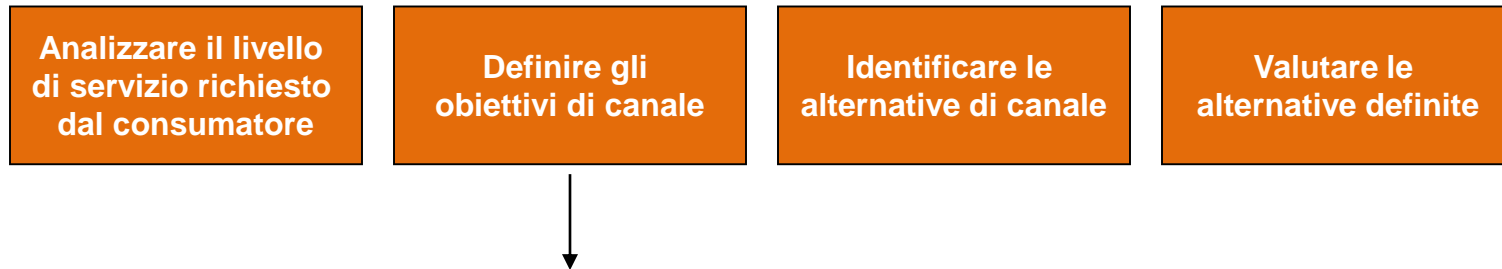 Analizzare il livello
di servizio richiesto
dal consumatore
Definire gli
obiettivi di canale
Identificare le
alternative di canale
Valutare le
alternative definite